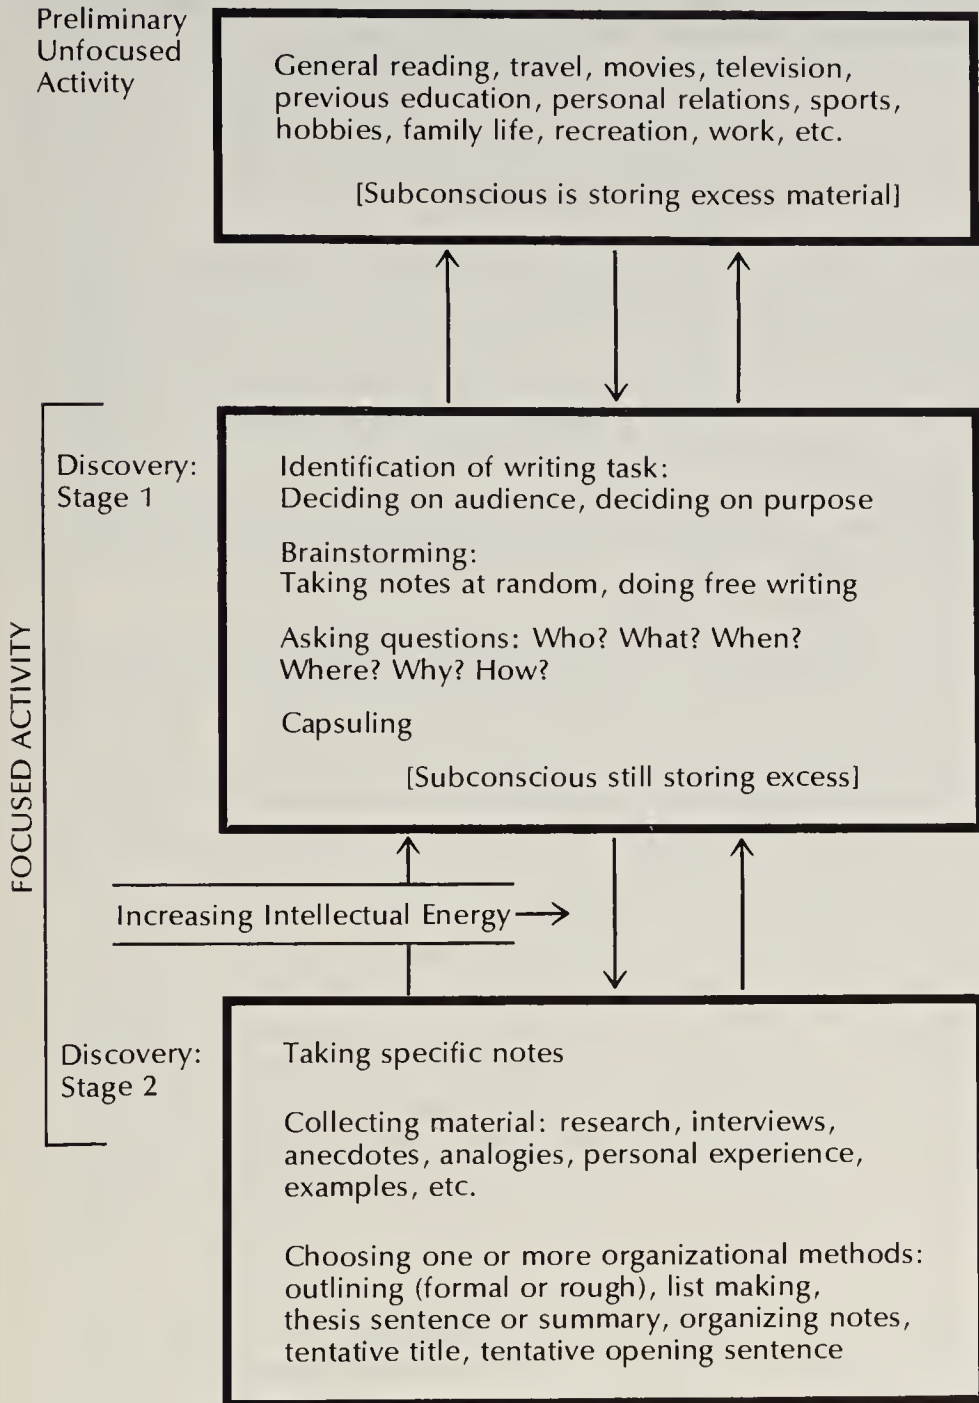 Preliminary
Unfocused
Activity
General reading, travel, movies, television,
previous education, personal relations, sports,
hobbies, family life, recreation, work, etc.
[Subconscious is storing excess material]
FOCUSED ACTIVITY
Discovery:
Stage 1
Identification of writing task:
Deciding on audience, deciding on purpose
Brainstorming:
Taking notes at random, doing free writing
Asking questions: Who? What? When?
Where? Why? How?
Capsuling
[Subconscious still storing excess]
Increasing Intellectual Energy
Discovery:
Stage 2
Taking specific notes
Collecting material: research, interviews,
anecdotes, analogies, personal experience,
examples, etc.
Choosing one or more organizational methods:
outlining (formal or rough), list making,
thesis sentence or summary, organizing notes,
tentative title, tentative opening sentence